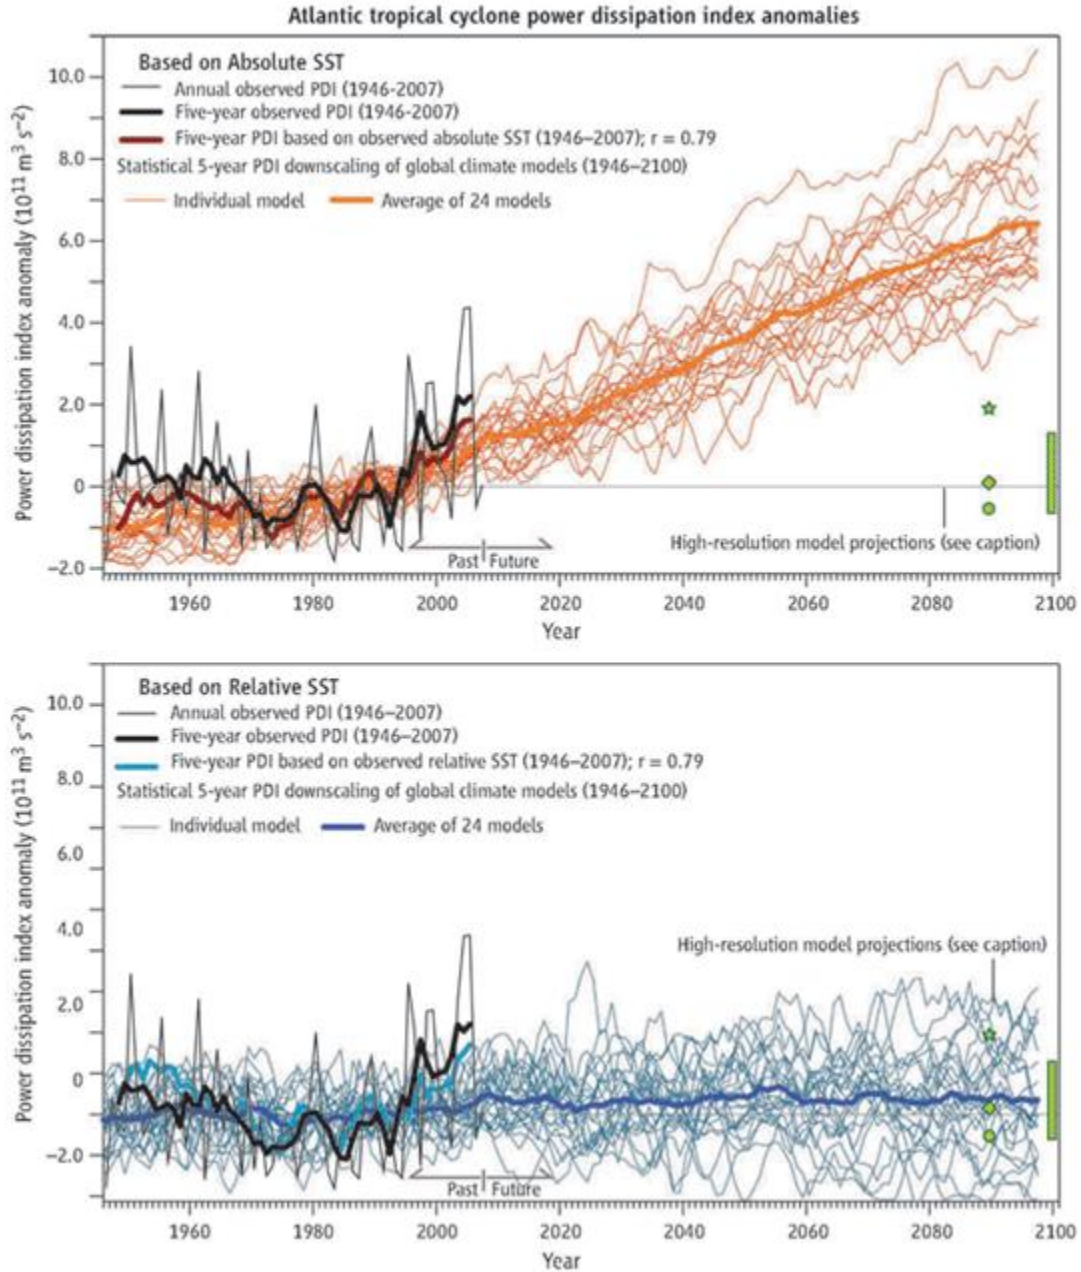 Atlantic tropical cyclone power dissipation index anomalies
Based on Absolute SST
Annual observed PDI (1946-2007)
Five-year observed PDI (1946-2007)
Five-year PDI based on observed absolute SST (1946–2007); r = 0.79
Statistical 5-year PDI downscaling of global climate models (1946–2100)
Individual model
Average of 24 models
Power dissipation index anomaly (10¹¹ m³ s⁻²)
10.0
8.0
6.0
4.0
2.0
0
–2.0
High-resolution model projections (see caption)
Past Future
1960 1980 2000 2020 2040 2060 2080 2100
Year
Based on Relative SST
Annual observed PDI (1946–2007)
Five-year observed PDI (1946–2007)
Five-year PDI based on observed relative SST (1946–2007); r = 0.79
Statistical 5-year PDI downscaling of global climate models (1946–2100)
Individual model
Average of 24 models
Power dissipation index anomaly (10¹¹ m³ s⁻²)
10.0
8.0
6.0
4.0
2.0
0
–2.0
High-resolution model projections (see caption)
Past Future
1960 1980 2000 2020 2040 2060 2080 2100
Year